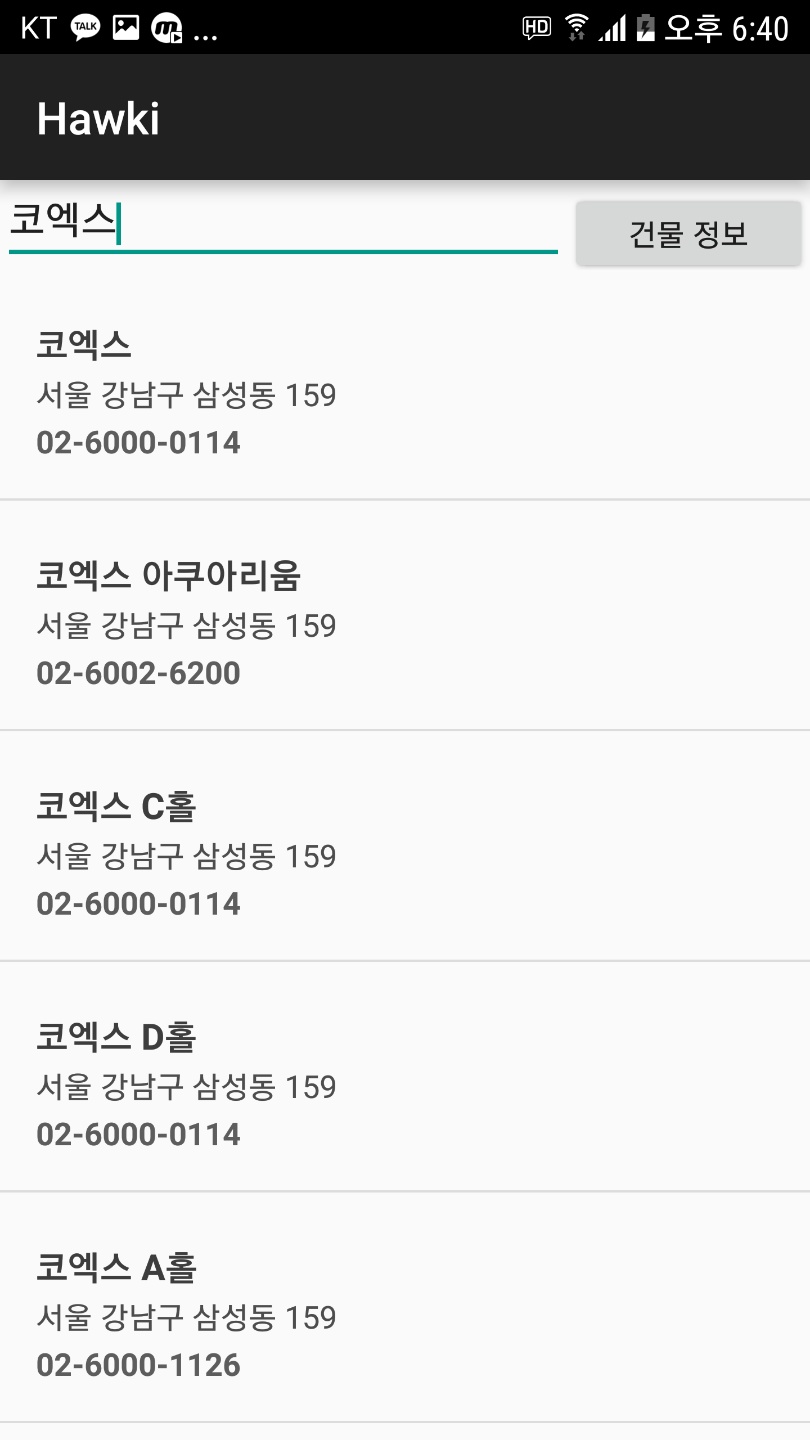 KT TALK ... HD 오후 6:40
Hawki
코엑스
건물 정보
코엑스
서울 강남구 삼성동 159
02-6000-0114
코엑스 아쿠아리움
서울 강남구 삼성동 159
02-6002-6200
코엑스 C홀
서울 강남구 삼성동 159
02-6000-0114
코엑스 D홀
서울 강남구 삼성동 159
02-6000-0114
코엑스 A홀
서울 강남구 삼성동 159
02-6000-1126